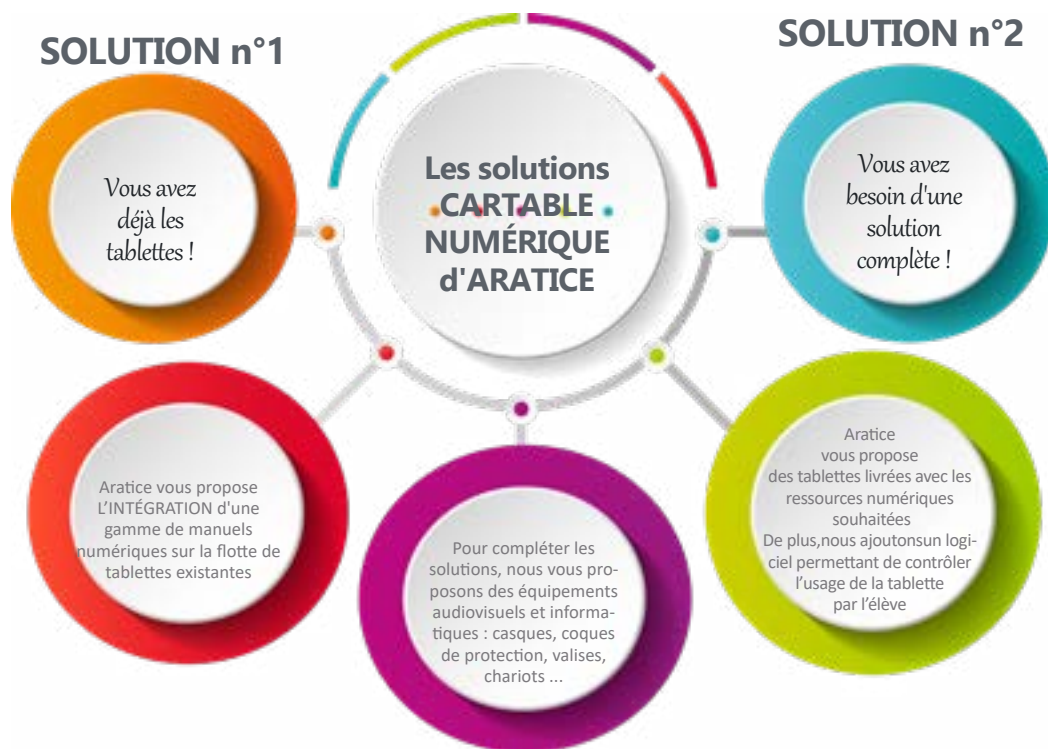 SOLUTION n°1
SOLUTION n°2
Les solutions
CARTABLE
NUMÉRIQUE
d'ARATICE
Vous avez
déjà les
tablettes !
Vous avez
besoin d'une
solution
complète !
Aratice vous propose
L'INTÉGRATION d'une
gamme de manuels
numériques sur la flotte de
tablettes existantes
Pour compléter les
solutions, nous vous pro-
posons des équipements
audiovisuels et informa-
tiques : casques, coques
de protection, valises,
chariots ...
Aratice
vous propose
des tablettes livrées avec les
ressources numériques
souhaitées
De plus,nous ajoutonsun logi-
ciel permettant de contrôler
l'usage de la tablette
par l'élève